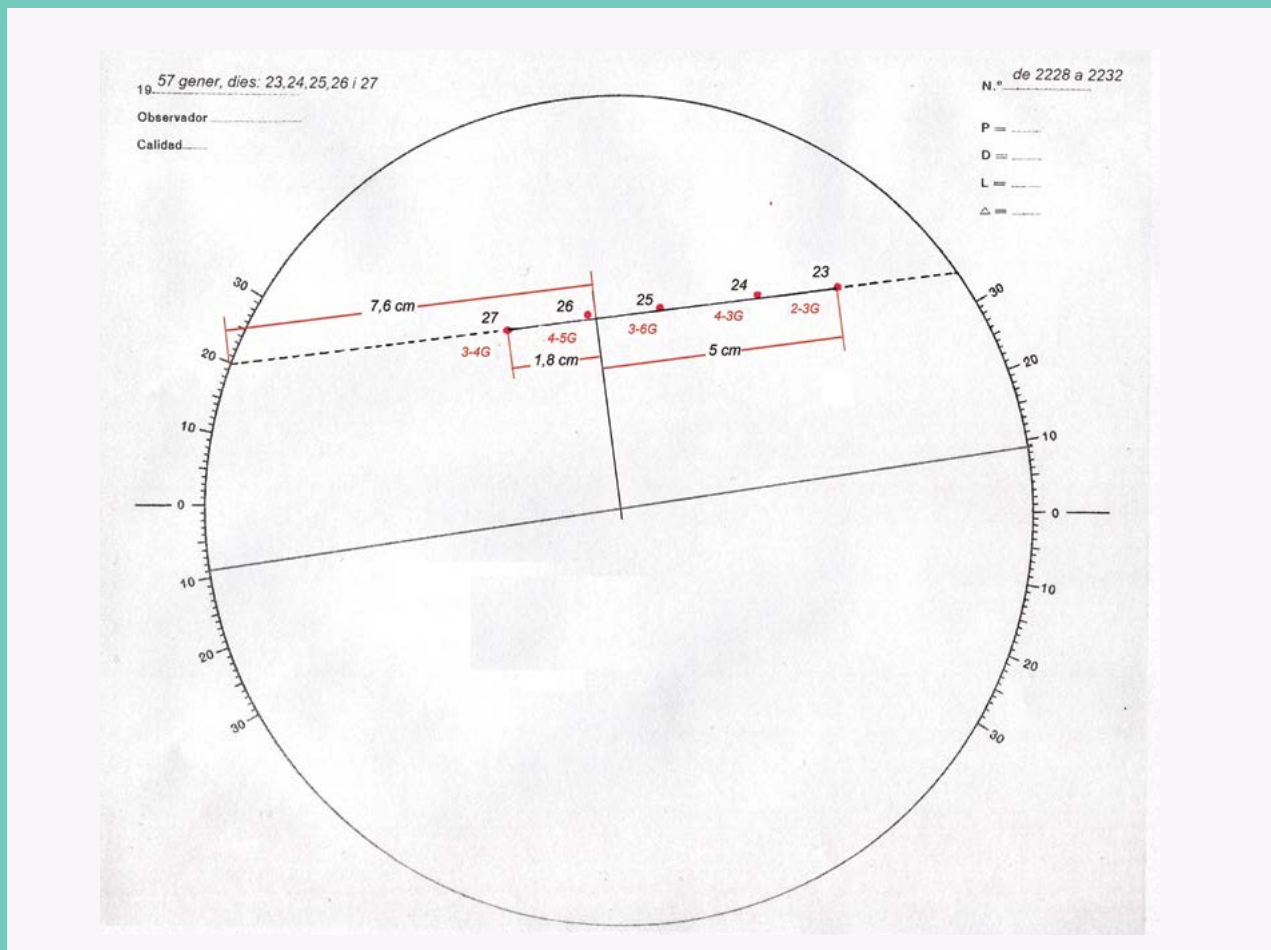 19 57 gener, dies: 23,24,25,26 i 27
Observador
Calidad
N.º de 2228 a 2232
P =
D =
L =
△ =
30
20
10
0
10
20
30
30
20
10
0
10
20
30
7,6 cm
27
26
25
24
23
3-4G
4-5G
3-6G
4-3G
2-3G
1,8 cm
5 cm